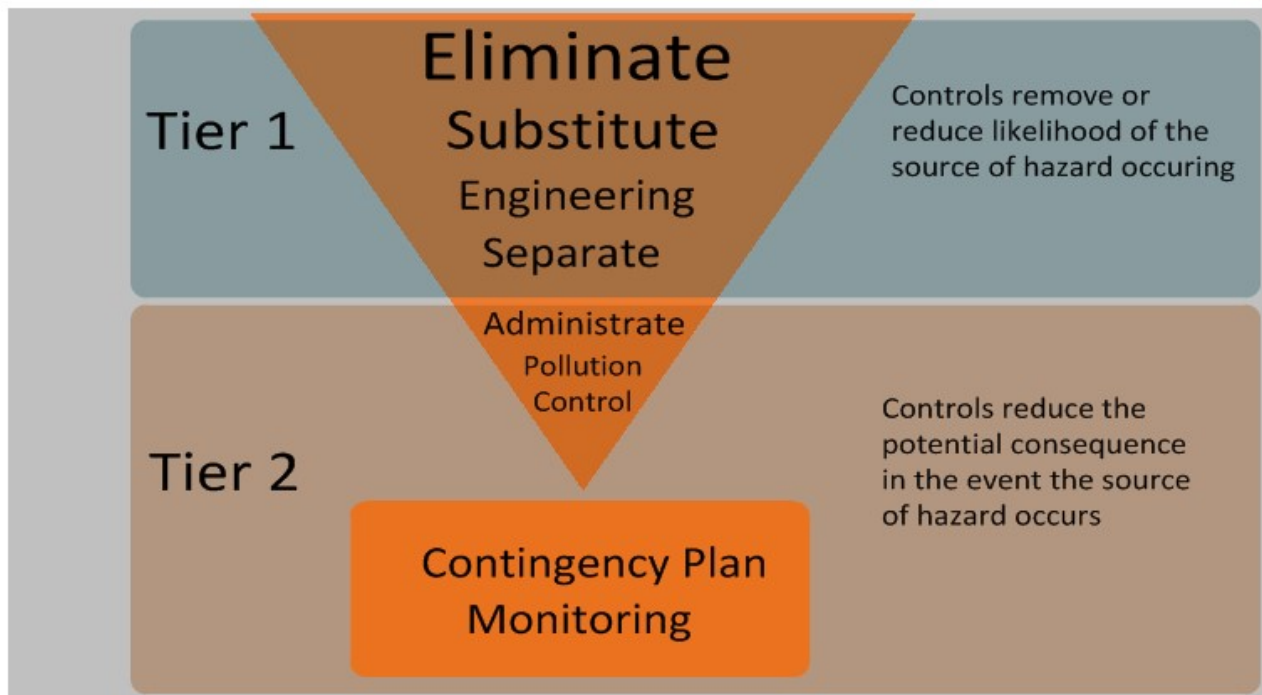 Tier 1
Eliminate
Substitute
Engineering
Separate
Controls remove or
reduce likelihood of the
source of hazard occuring
Tier 2
Administrate
Pollution
Control
Contingency Plan
Monitoring
Controls reduce the
potential consequence
in the event the source
of hazard occurs